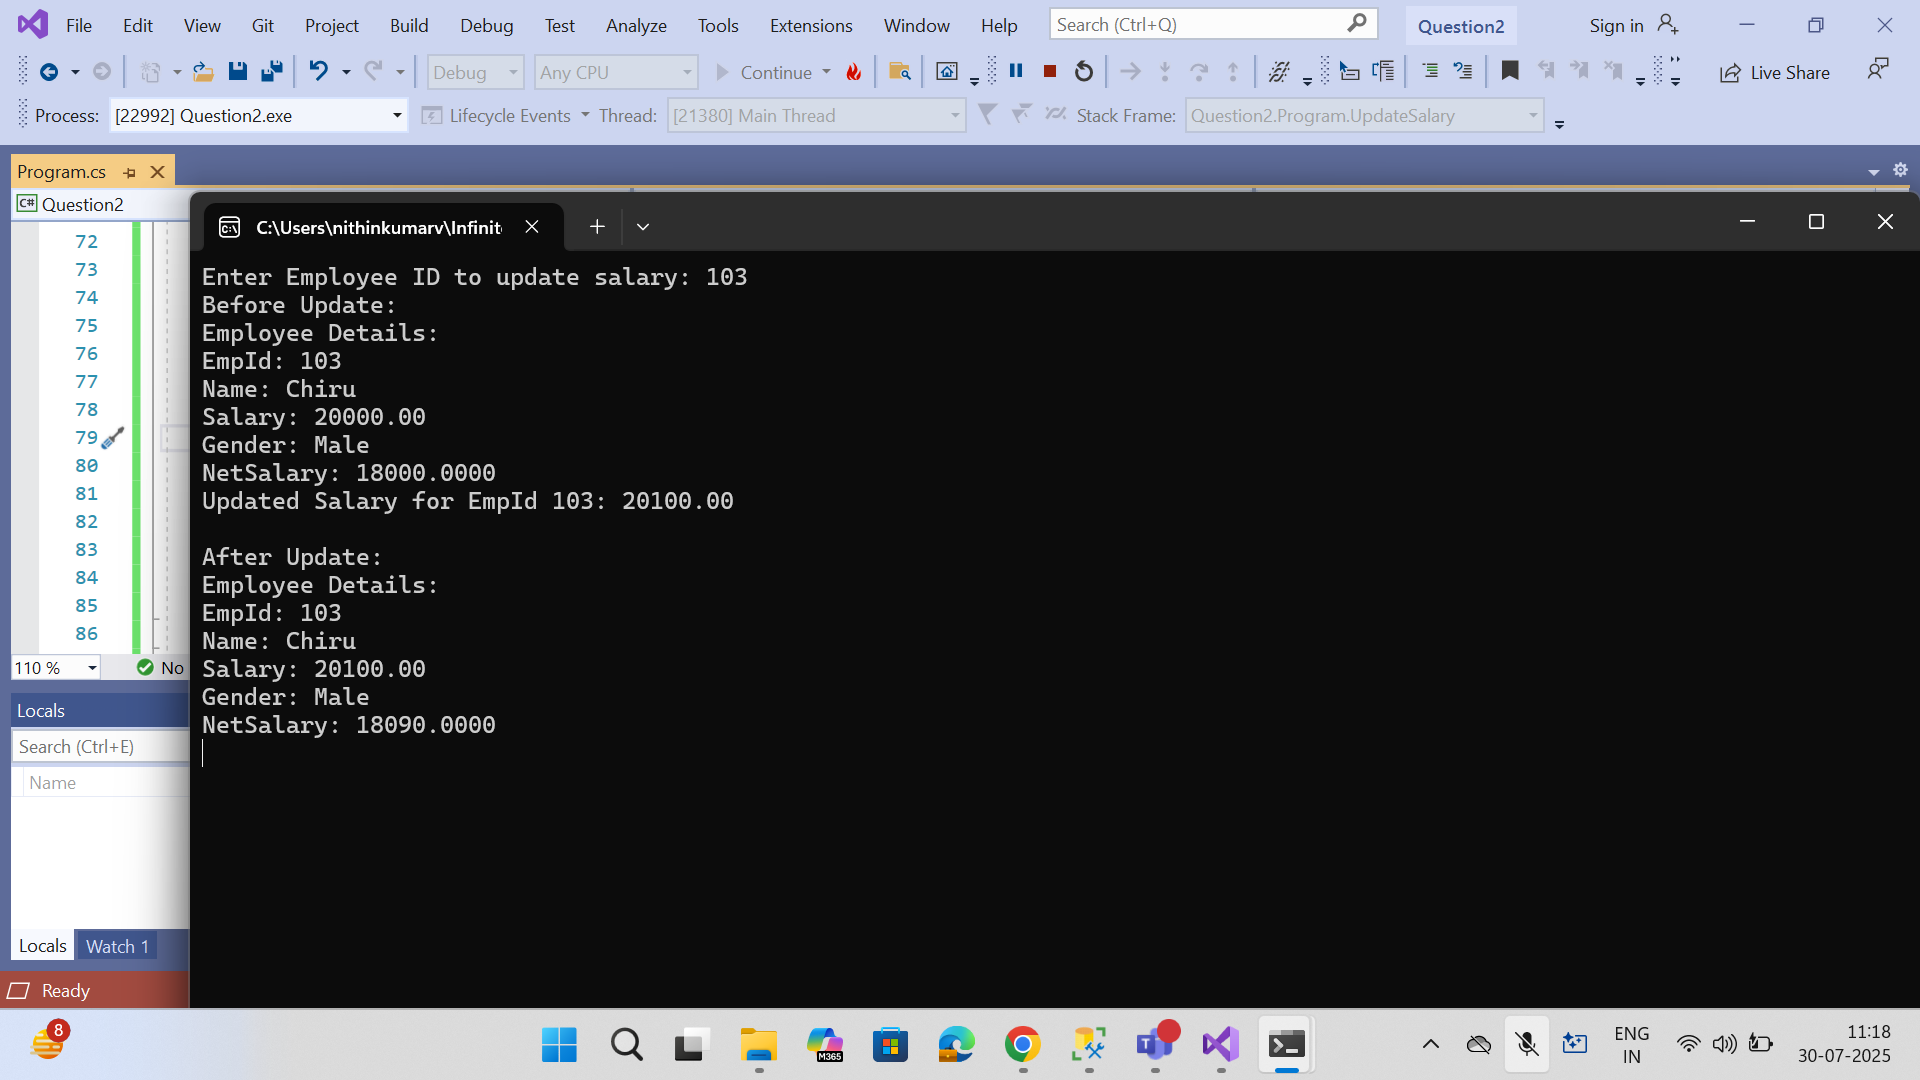 File Edit View Git Project Build Debug Test Analyze Tools Extensions Window Help Search (Ctrl+Q) Question2 Sign in
Debug Any CPU Continue Live Share
Process: [22992] Question2.exe Lifecycle Events Thread: [21380] Main Thread Stack Frame: Question2.Program.UpdateSalary
Program.cs
C# Question2
C:\Users\nithinkumarv\Infinit
72
73
74
75
76
77
78
79
80
81
82
83
84
85
86
110 % No
Enter Employee ID to update salary: 103
Before Update:
Employee Details:
EmpId: 103
Name: Chiru
Salary: 20000.00
Gender: Male
NetSalary: 18000.0000
Updated Salary for EmpId 103: 20100.00
After Update:
Employee Details:
EmpId: 103
Name: Chiru
Salary: 20100.00
Gender: Male
NetSalary: 18090.0000
Locals
Search (Ctrl+E)
Name
Locals Watch 1
Ready
8
M365
ENG
IN
11:18
30-07-2025